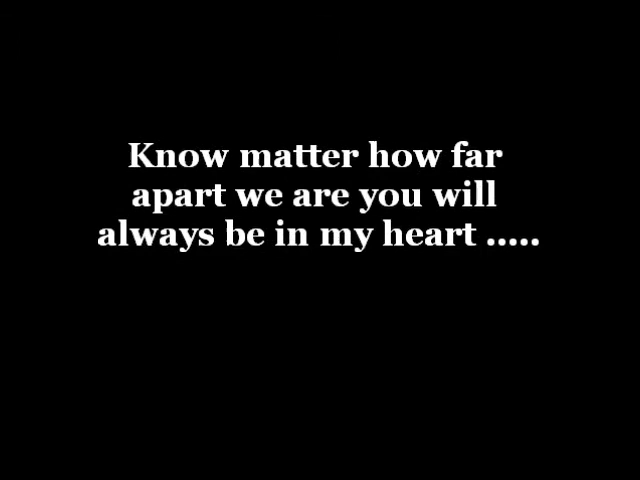 Know matter how far
apart we are you will
always be in my heart .....